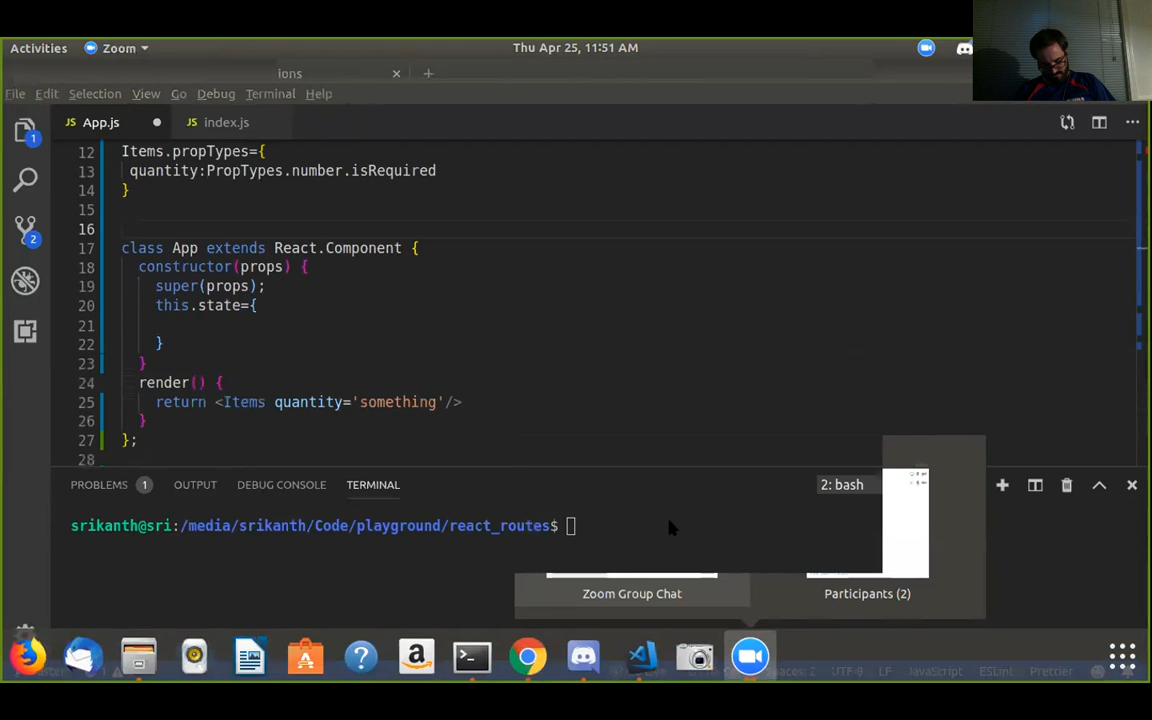 Activities Zoom Thu Apr 25, 11:51 AM
ions
File Edit Selection View Go Debug Terminal Help
JS App.js JS index.js
12 Items.propTypes={
13 quantity:PropTypes.number.isRequired
14 }
15
16
17 class App extends React.Component {
18 constructor(props) {
19 super(props);
20 this.state={
21
22 }
23 }
24 render() {
25 return <Items quantity='something'/>
26 }
27 };
28
PROBLEMS 1 OUTPUT DEBUG CONSOLE TERMINAL 2: bash
srikanth@sri:/media/srikanth/Code/playground/react_routes$
Zoom Group Chat Participants (2)
1
2
UTF-8 LF JavaScript ESLint Prettier